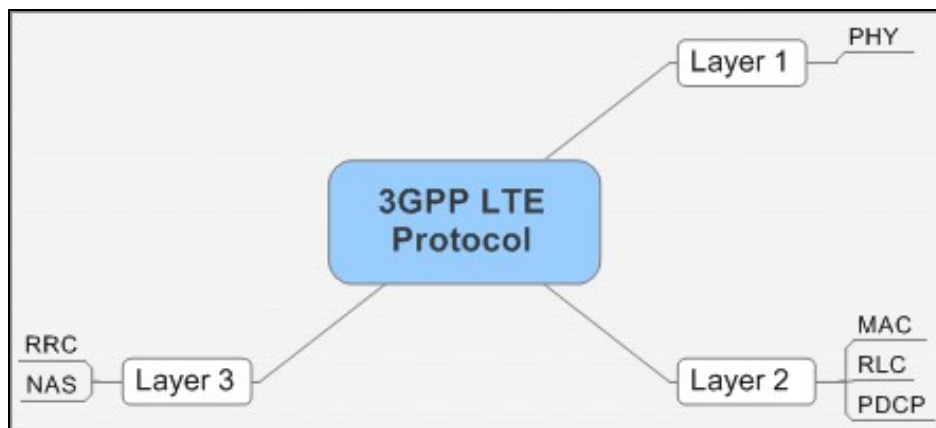 PHY
Layer 1
3GPP LTE
Protocol
RRC
NAS
Layer 3
Layer 2
MAC
RLC
PDCP